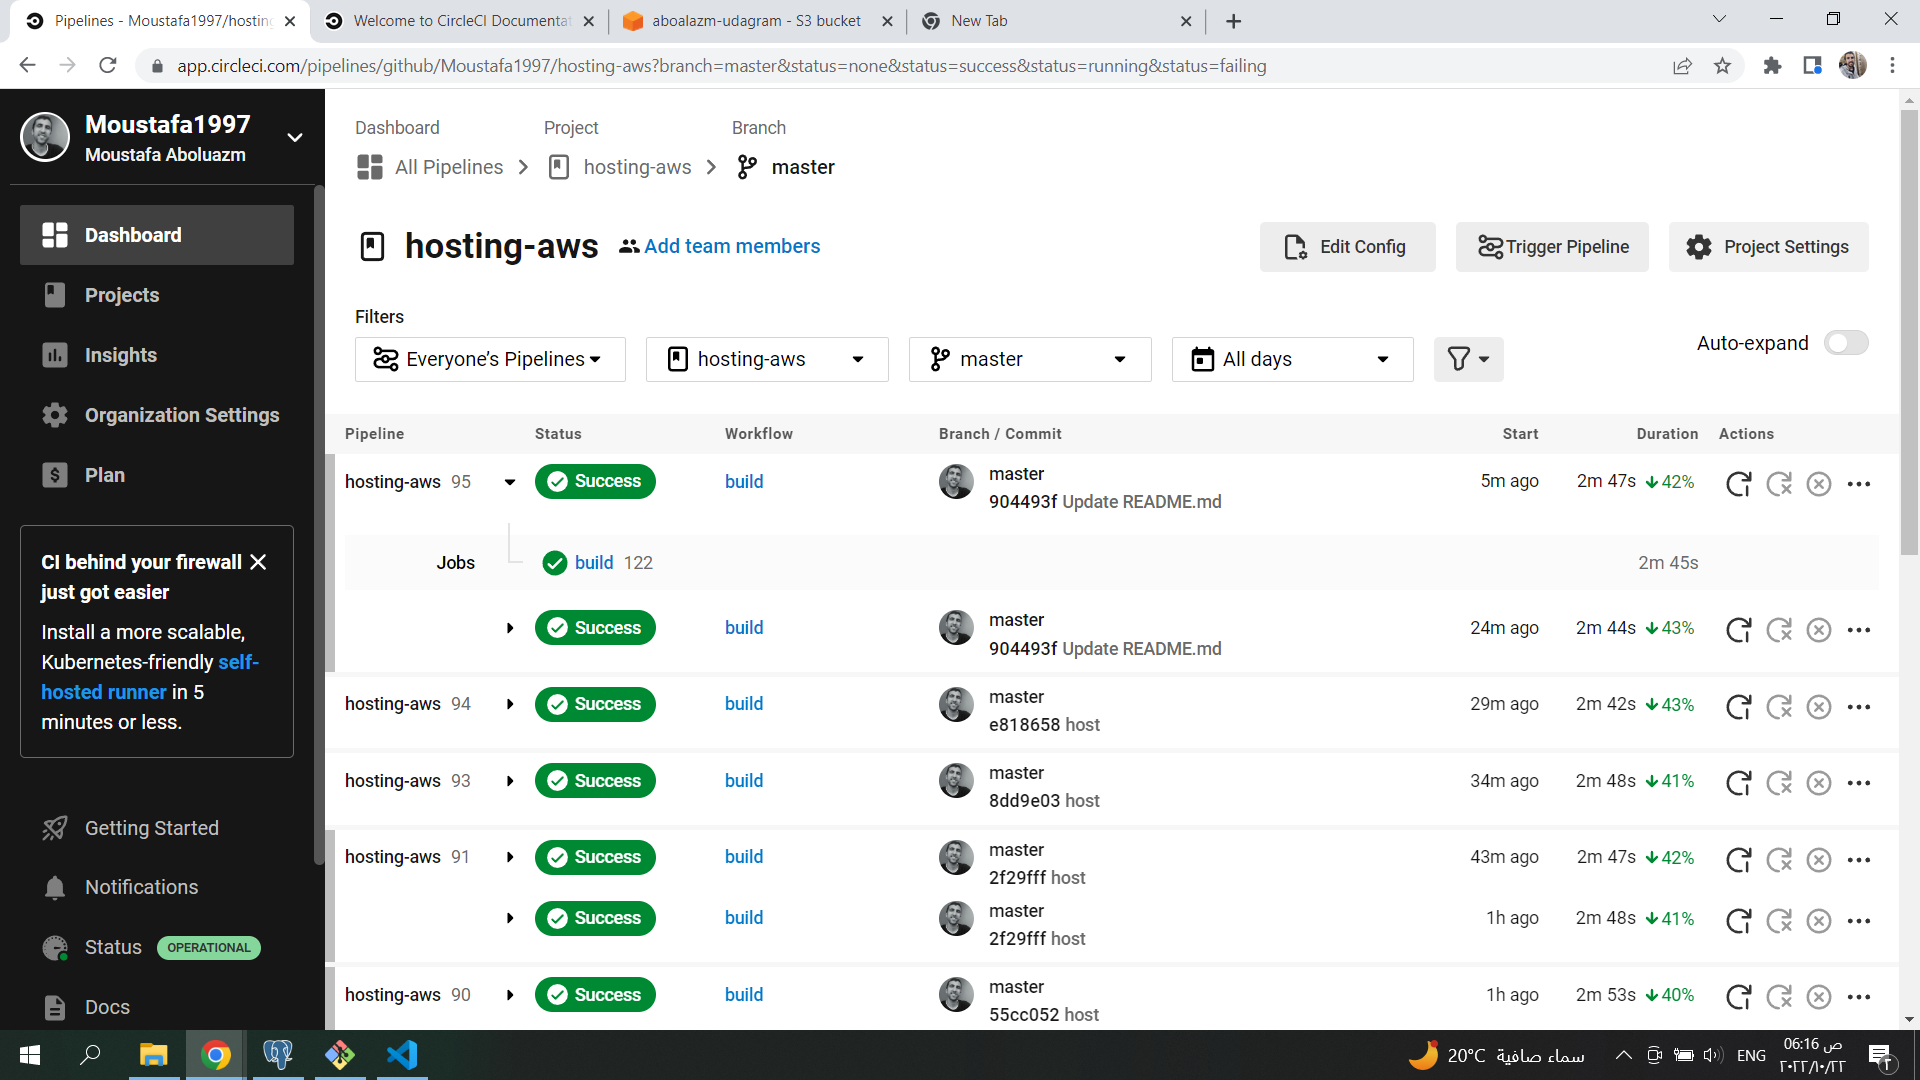 Pipelines - Moustafa1997/hosting
Welcome to CircleCI Documentat
aboalazm-udagram - S3 bucket
New Tab
app.circleci.com/pipelines/github/Moustafa1997/hosting-aws?branch=master&status=none&status=success&status=running&status=failing
Moustafa1997
Moustafa Aboluazm
Dashboard
Projects
Insights
Organization Settings
Plan
CI behind your firewall
just got easier
Install a more scalable,
Kubernetes-friendly self-
hosted runner in 5
minutes or less.
Getting Started
Notifications
Status OPERATIONAL
Docs
Dashboard Project Branch
All Pipelines hosting-aws master
hosting-aws Add team members
Edit Config Trigger Pipeline Project Settings
Filters
Everyone’s Pipelines hosting-aws master All days
Auto-expand
Pipeline Status Workflow Branch / Commit Start Duration Actions
hosting-aws 95 Success build master 5m ago 2m 47s 42%
904493f Update README.md
Jobs build 122 2m 45s
Success build master 24m ago 2m 44s 43%
904493f Update README.md
hosting-aws 94 Success build master 29m ago 2m 42s 43%
e818658 host
hosting-aws 93 Success build master 34m ago 2m 48s 41%
8dd9e03 host
hosting-aws 91 Success build master 43m ago 2m 47s 42%
2f29fff host
Success build master 1h ago 2m 48s 41%
2f29fff host
hosting-aws 90 Success build master 1h ago 2m 53s 40%
55cc052 host
20°C سماء صافية
ENG
06:16 ص
٢٠٢٢/١٠/٢٢
٢